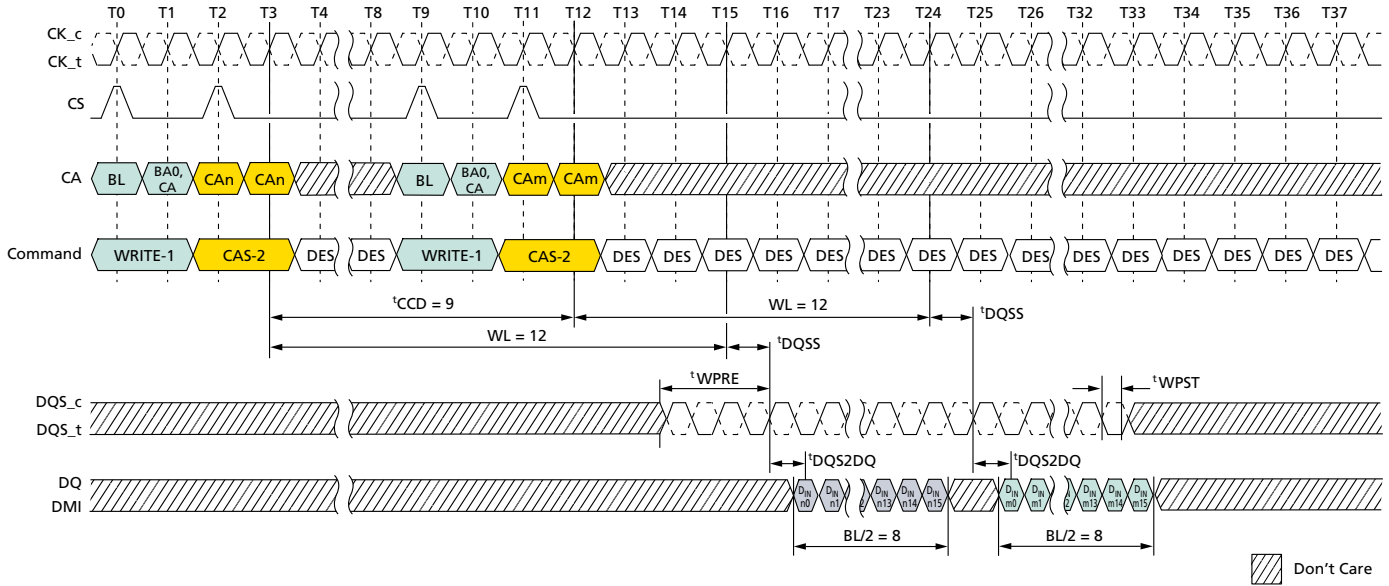 T0 T1 T2 T3 T4 T8 T9 T10 T11 T12 T13 T14 T15 T16 T17 T23 T24 T25 T26 T32 T33 T34 T35 T36 T37
CK_c
CK_t
CS
CA BL BA0, CA CAn CAn BL BA0, CA CAm CAm
Command WRITE-1 CAS-2 DES DES WRITE-1 CAS-2 DES DES DES DES DES DES DES DES DES DES DES DES DES DES DES
tCCD = 9 WL = 12 tDQSS
WL = 12 tDQSS
tWPRE tWPST
DQS_c
DQS_t
tDQS2DQ tDQS2DQ
DQ
DMI
DIN n0 DIN n1 DIN n13 DIN n14 DIN n15 DIN m0 DIN m1 DIN m13 DIN m14 DIN m15
BL/2 = 8 BL/2 = 8
Don't Care